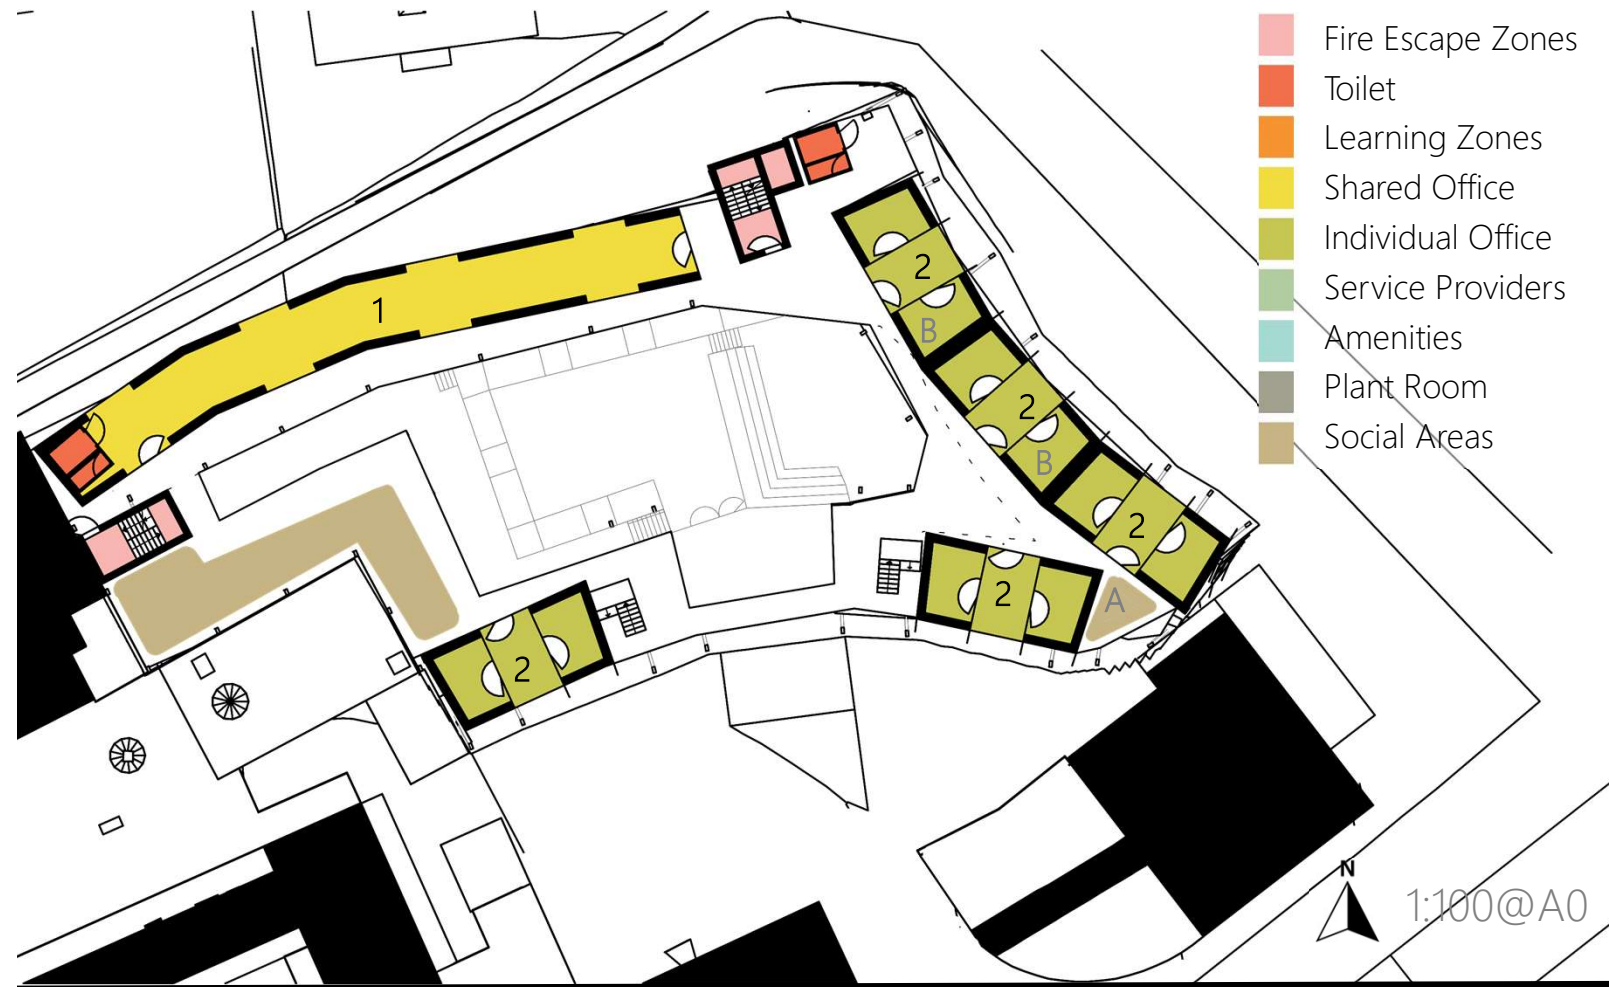 Fire Escape Zones
Toilet
Learning Zones
Shared Office
Individual Office
Service Providers
Amenities
Plant Room
Social Areas
2
1
B
2
B
2
2
A
2
N
1:100@A0